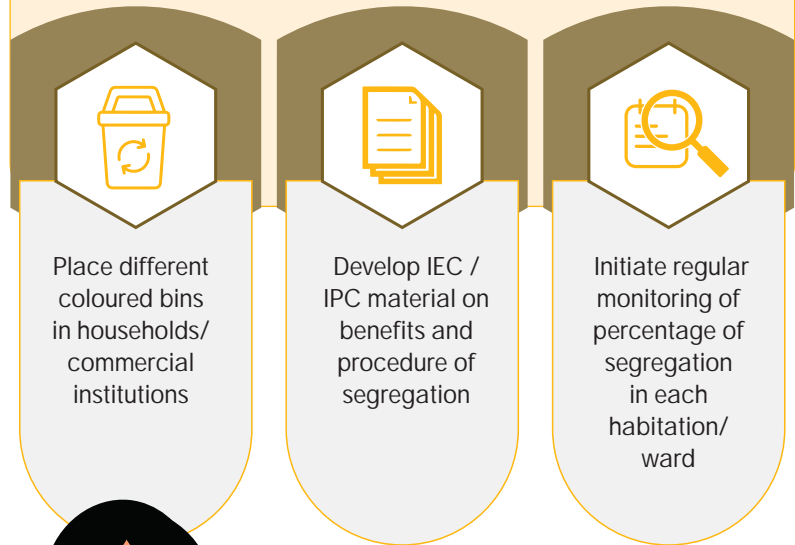 Place different
coloured bins
in households/
commercial
institutions
Develop IEC /
IPC material on
benefits and
procedure of
segregation
Initiate regular
monitoring of
percentage of
segregation
in each
habitation/
ward